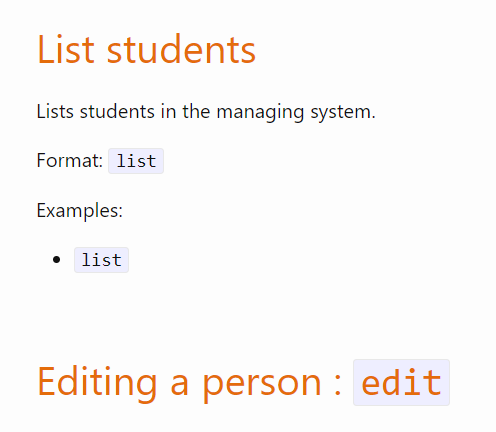 List students
Lists students in the managing system.
Format: list
Examples:
• list
Editing a person : edit